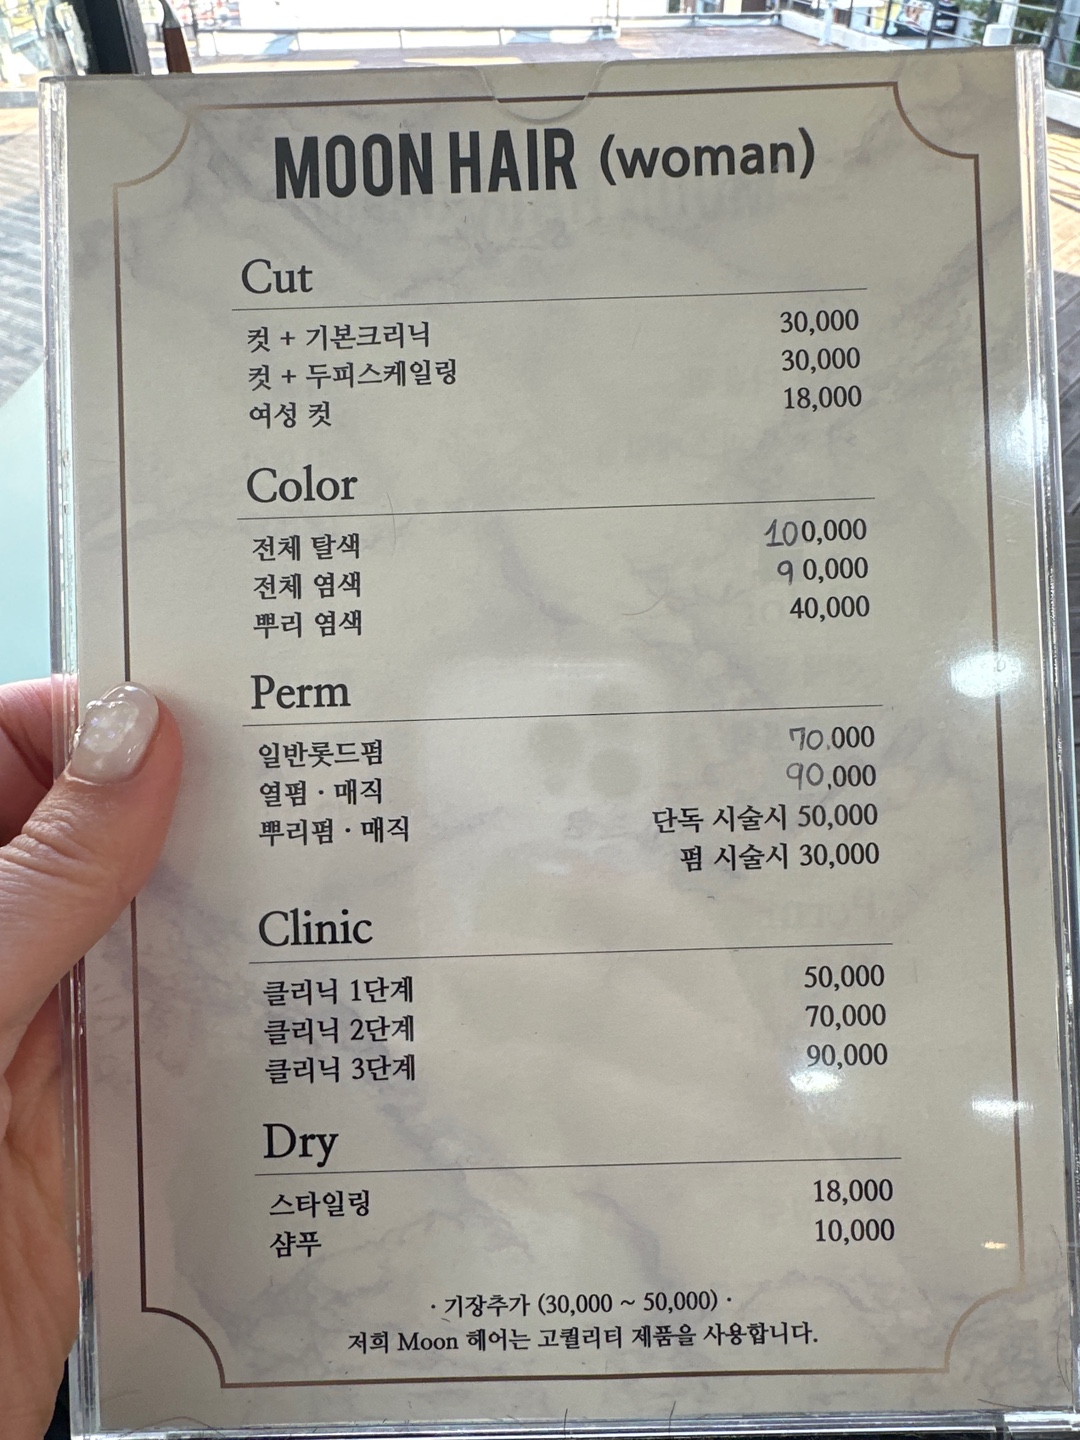 MOON HAIR (woman)
Cut
컷 + 기본크리닉 30,000
컷 + 두피스케일링 30,000
여성 컷 18,000
Color
전체 탈색 100,000
전체 염색 90,000
뿌리 염색 40,000
Perm
일반롯드펌 70,000
열펌 · 매직 90,000
뿌리펌 · 매직 단독 시술시 50,000
펌 시술시 30,000
Clinic
클리닉 1단계 50,000
클리닉 2단계 70,000
클리닉 3단계 90,000
Dry
스타일링 18,000
샴푸 10,000
· 기장추가 (30,000 ~ 50,000) ·
저희 Moon 헤어는 고퀄리티 제품을 사용합니다.